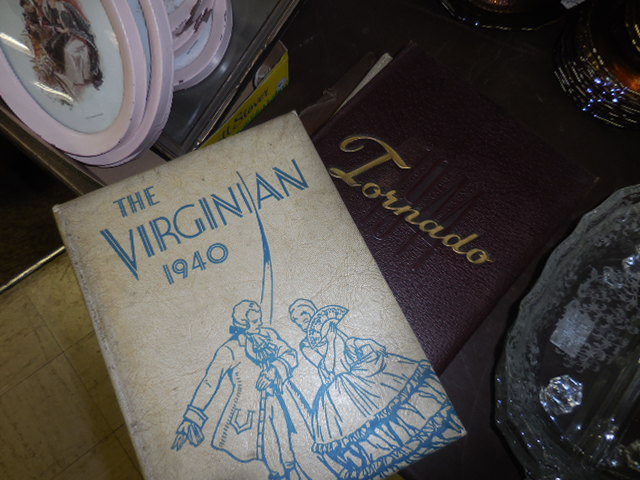 THE
VIRGINIAN
1940
Tornado